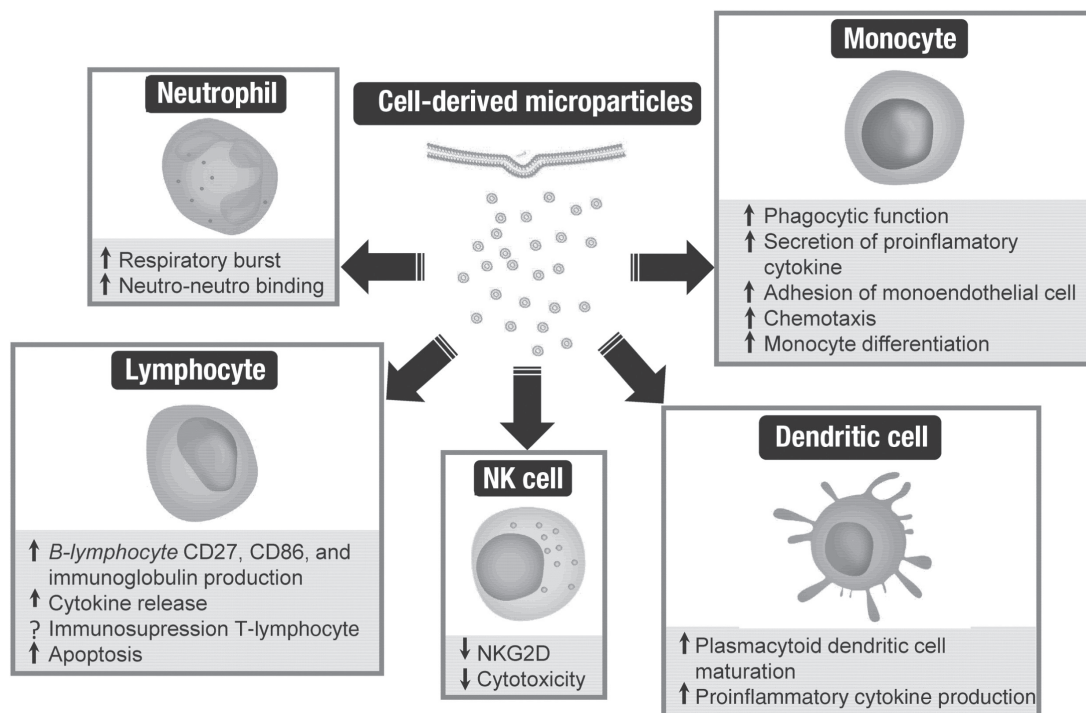 Cell-derived microparticles
Neutrophil
↑ Respiratory burst
↑ Neutro-neutro binding
Monocyte
↑ Phagocytic function
↑ Secretion of proinflamatory
cytokine
↑ Adhesion of monoendothelial cell
↑ Chemotaxis
↑ Monocyte differentiation
Lymphocyte
↑ B-lymphocyte CD27, CD86, and
immunoglobulin production
↑ Cytokine release
? Immunosupression T-lymphocyte
↑ Apoptosis
NK cell
↓ NKG2D
↓ Cytotoxicity
Dendritic cell
↑ Plasmacytoid dendritic cell
maturation
↑ Proinflammatory cytokine production